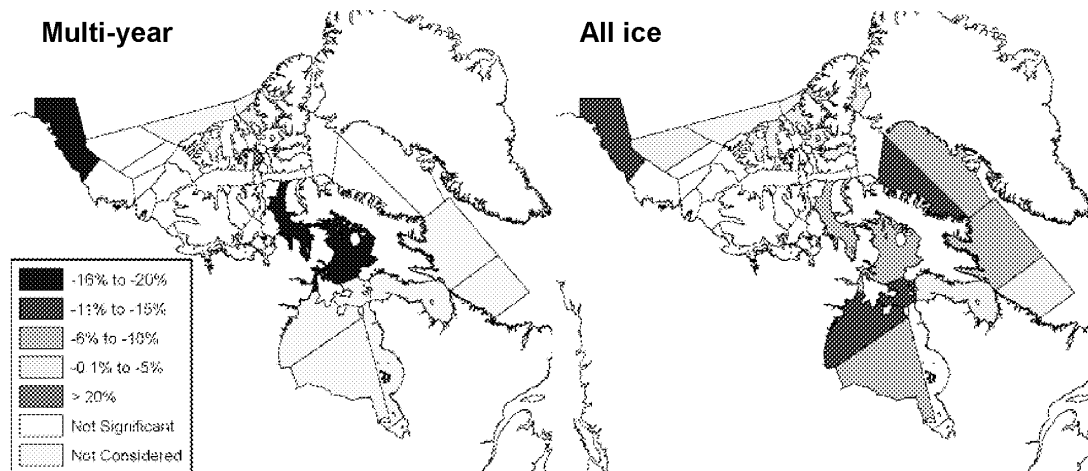 Multi-year
All ice
-16% to -20%
-11% to -15%
-6% to -10%
-0.1% to -5%
> 20%
Not Significant
Not Considered